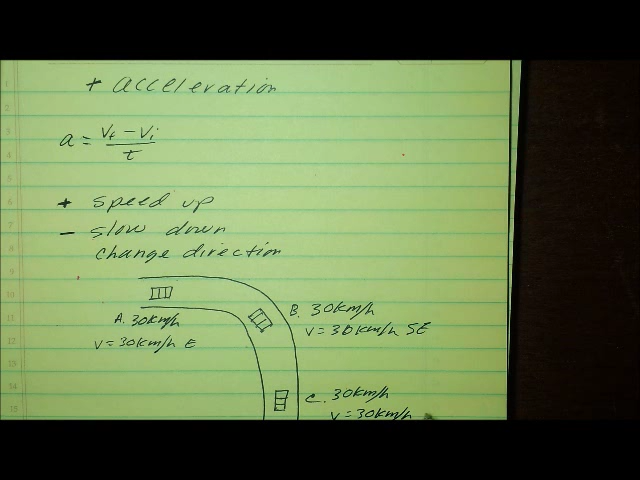 + acceleration
a = (Vf - Vi) / t
+ speed up
- slow down
change direction
A. 30km/h
V = 30km/h E
B. 30km/h
V = 30km/h SE
C. 30km/h
V = 30km/h